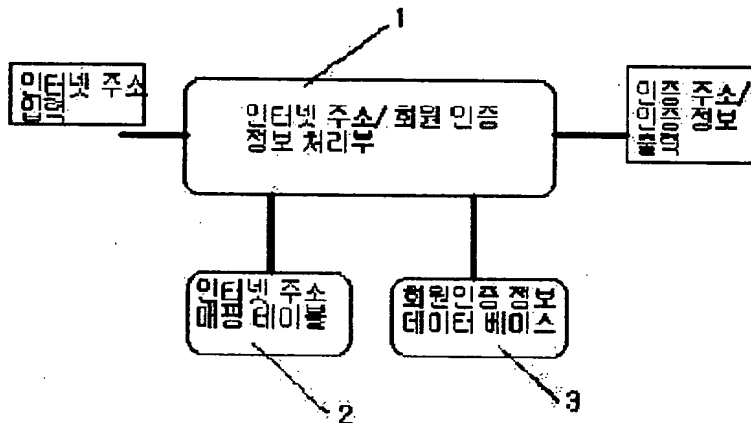 1
인터넷 주소
입력
인터넷 주소/ 회원 인증
정보 처리부
인증 주소/
인증 정보
출력
인터넷 주소
매핑 테이블
회원인증 정보
데이터 베이스
2
3